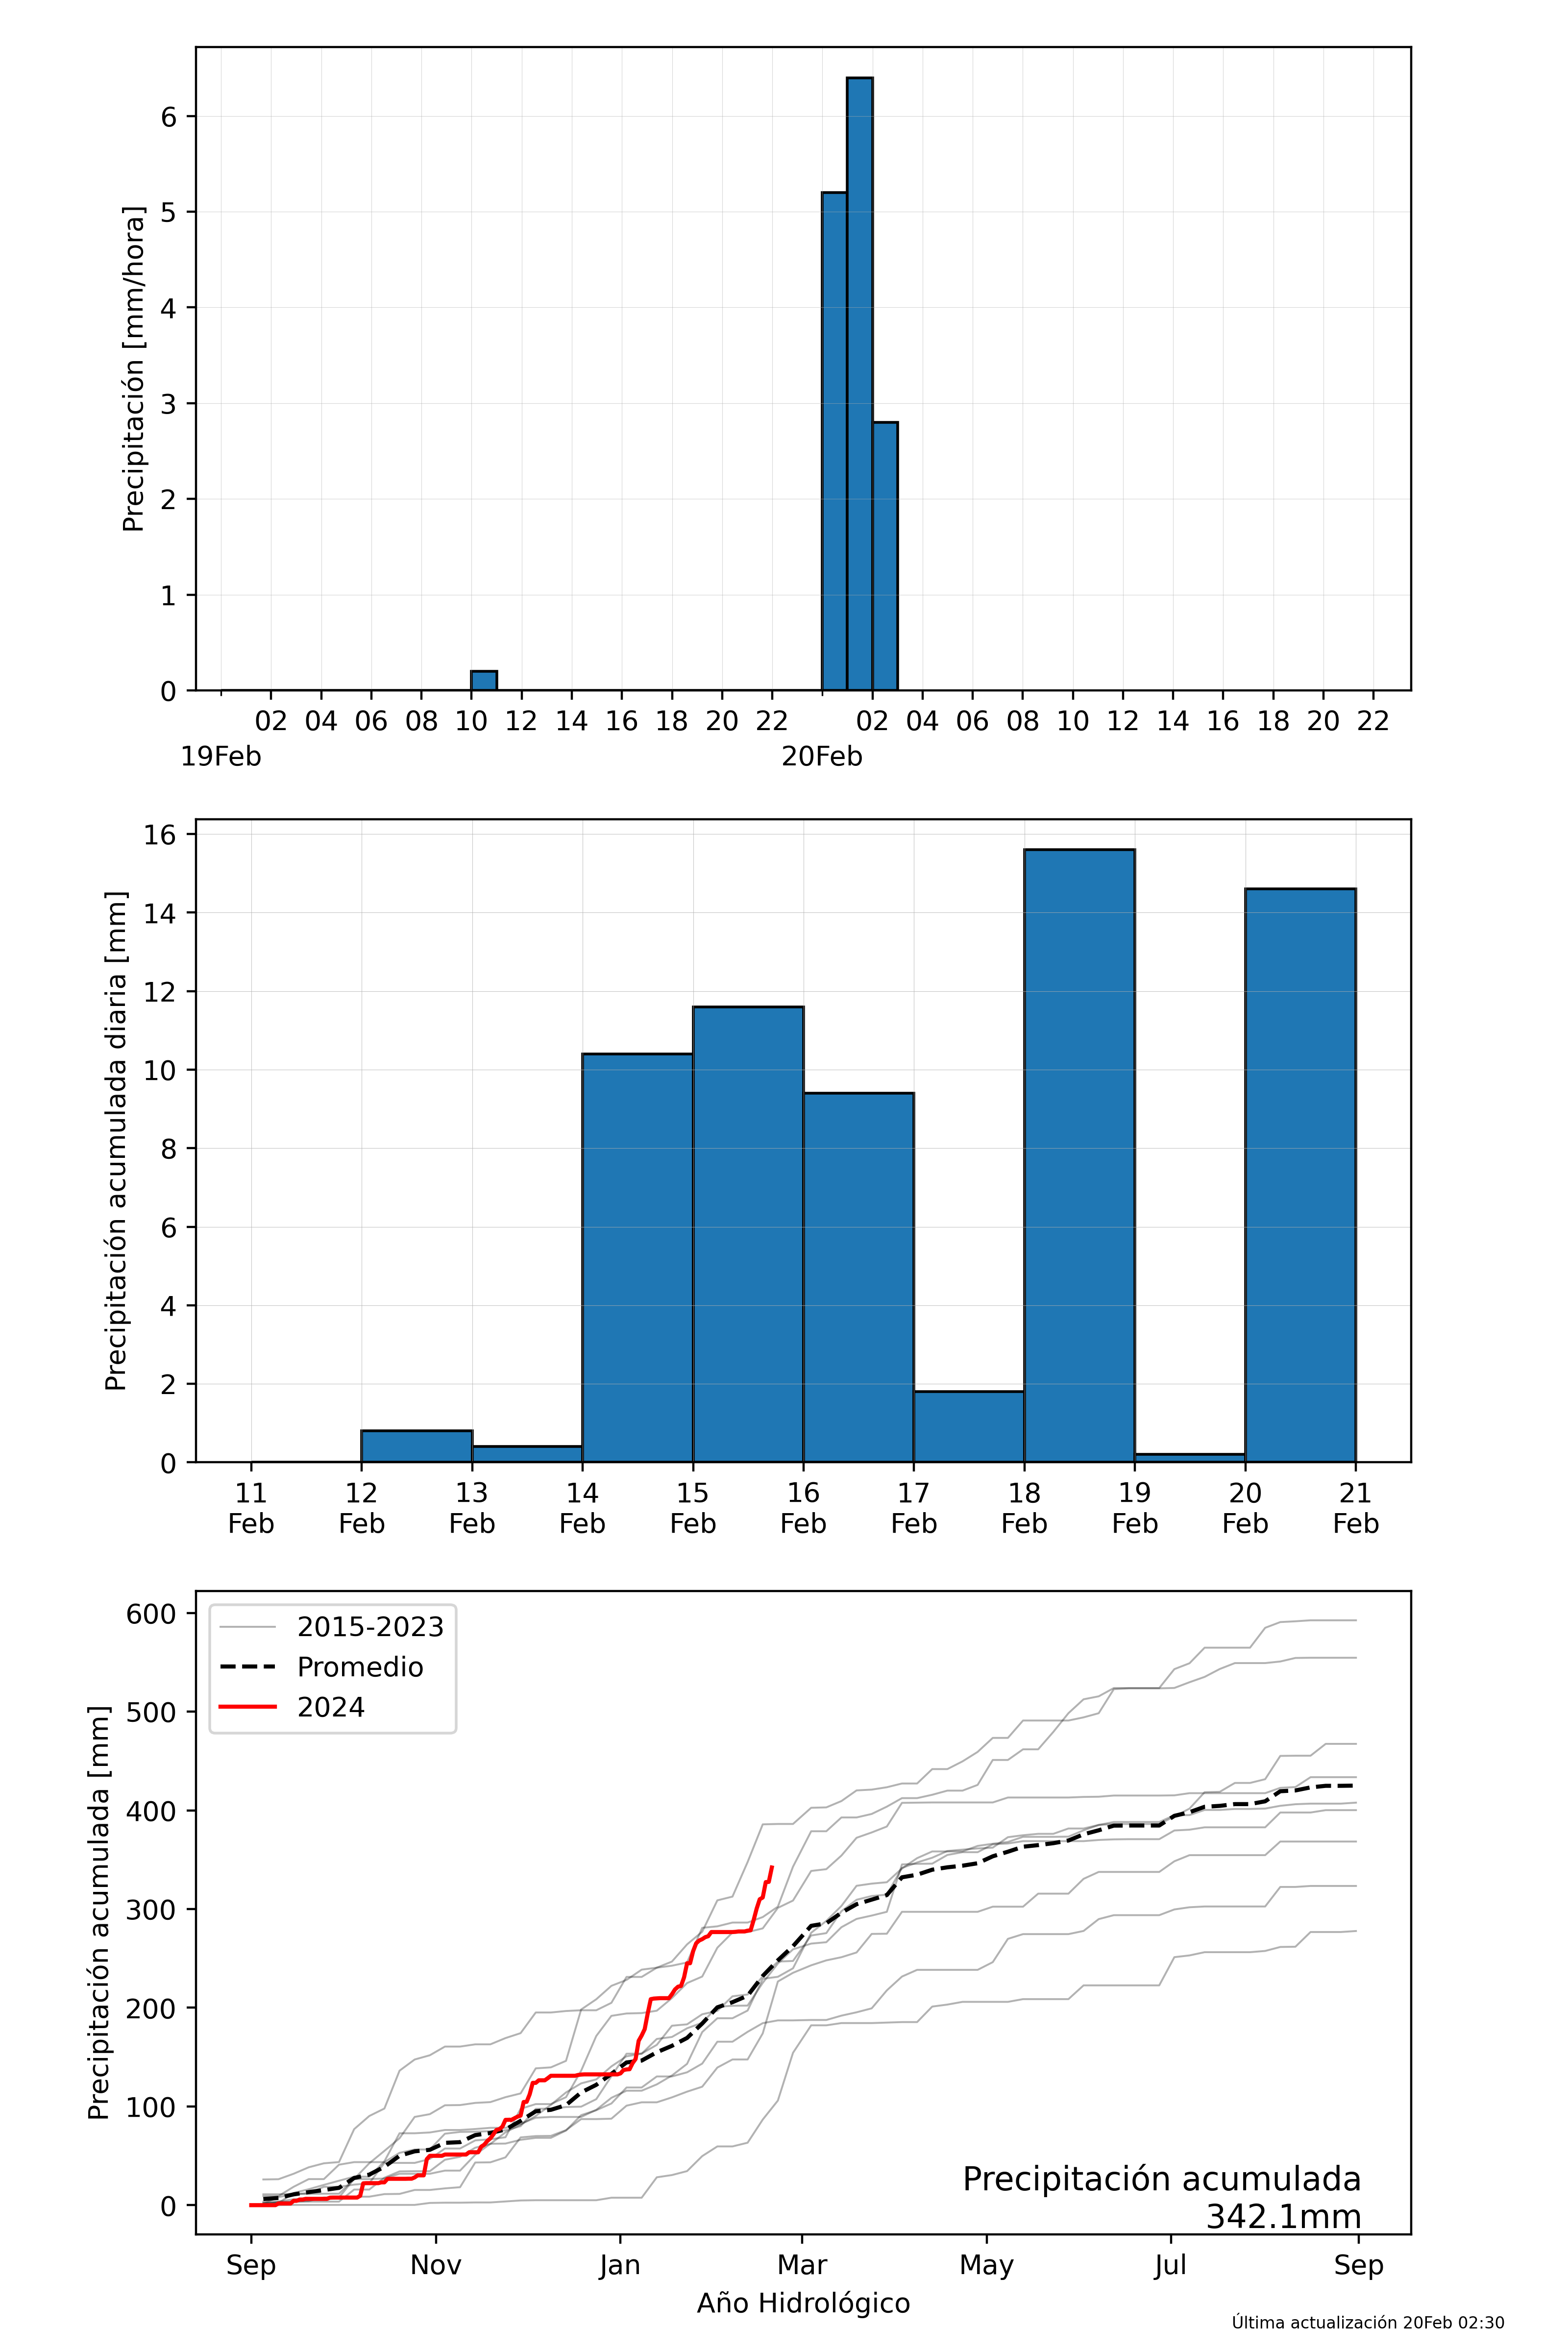 Precipitación [mm/hora]
6
5
4
3
2
1
0
02 04 06 08 10 12 14 16 18 20 22 02 04 06 08 10 12 14 16 18 20 22
19Feb 20Feb
Precipitación acumulada diaria [mm]
16
14
12
10
8
6
4
2
0
11 12 13 14 15 16 17 18 19 20 21
Feb Feb Feb Feb Feb Feb Feb Feb Feb Feb Feb
Precipitación acumulada [mm]
600
500
400
300
200
100
0
2015-2023
Promedio
2024
Precipitación acumulada
342.1mm
Sep Nov Jan Mar May Jul Sep
Año Hidrológico
Última actualización 20Feb 02:30